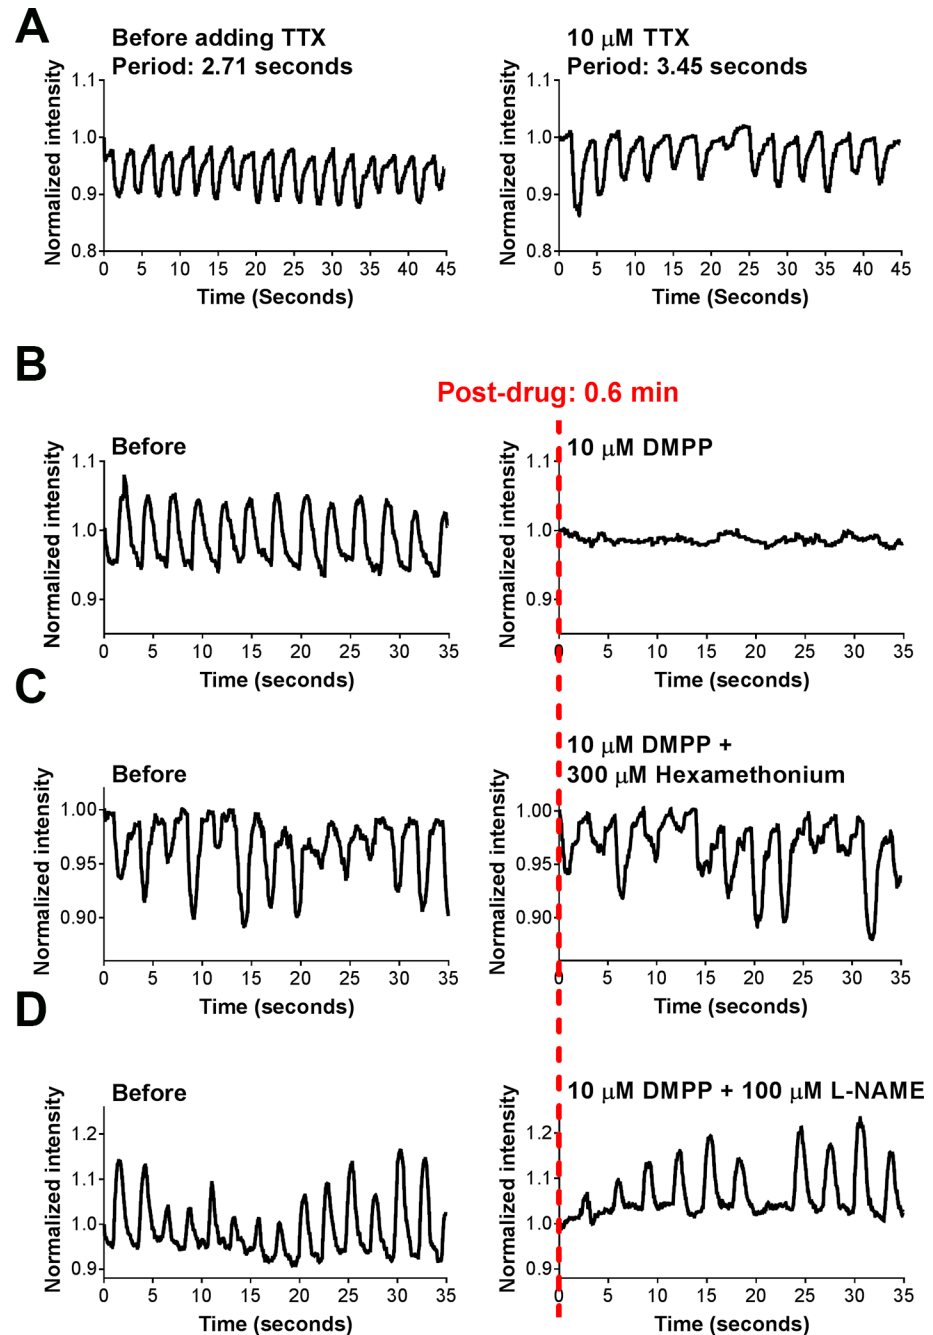 A
Before adding TTX
Period: 2.71 seconds
Normalized intensity
1.1
1.0
0.9
0.8
0 5 10 15 20 25 30 35 40 45
Time (Seconds)
10 μM TTX
Period: 3.45 seconds
Normalized intensity
1.1
1.0
0.9
0.8
0 5 10 15 20 25 30 35 40 45
Time (Seconds)
B
Post-drug: 0.6 min
Before
Normalized intensity
1.1
1.0
0.9
0 5 10 15 20 25 30 35
Time (seconds)
10 μM DMPP
Normalized intensity
1.1
1.0
0.9
0 5 10 15 20 25 30 35
Time (seconds)
C
Before
Normalized intensity
1.00
0.95
0.90
0 5 10 15 20 25 30 35
Time (seconds)
10 μM DMPP +
300 μM Hexamethonium
Normalized intensity
1.00
0.95
0.90
0 5 10 15 20 25 30 35
Time (seconds)
D
Before
Normalized intensity
1.2
1.1
1.0
0.9
0 5 10 15 20 25 30 35
Time (seconds)
10 μM DMPP + 100 μM L-NAME
Normalized intensity
1.2
1.1
1.0
0.9
0 5 10 15 20 25 30 35
Time (seconds)